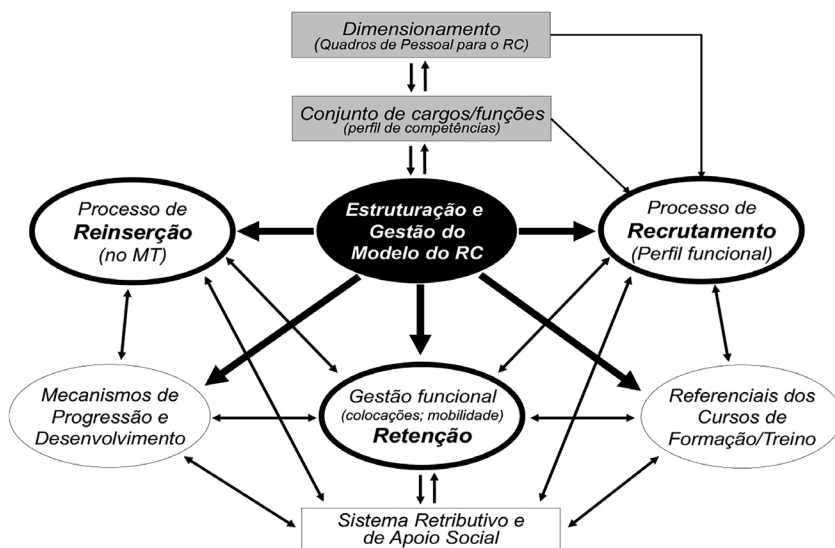 Dimensionamento
(Quadros de Pessoal para o RC)
Conjunto de cargos/funções
(perfil de competências)
Processo de
Reinserção
(no MT)
Estruturação e
Gestão do
Modelo do RC
Processo de
Recrutamento
(Perfil funcional)
Mecanismos de
Progressão e
Desenvolvimento
Gestão funcional
(colocações; mobilidade)
Retenção
Referenciais dos
Cursos de
Formação/Treino
Sistema Retributivo e
de Apoio Social